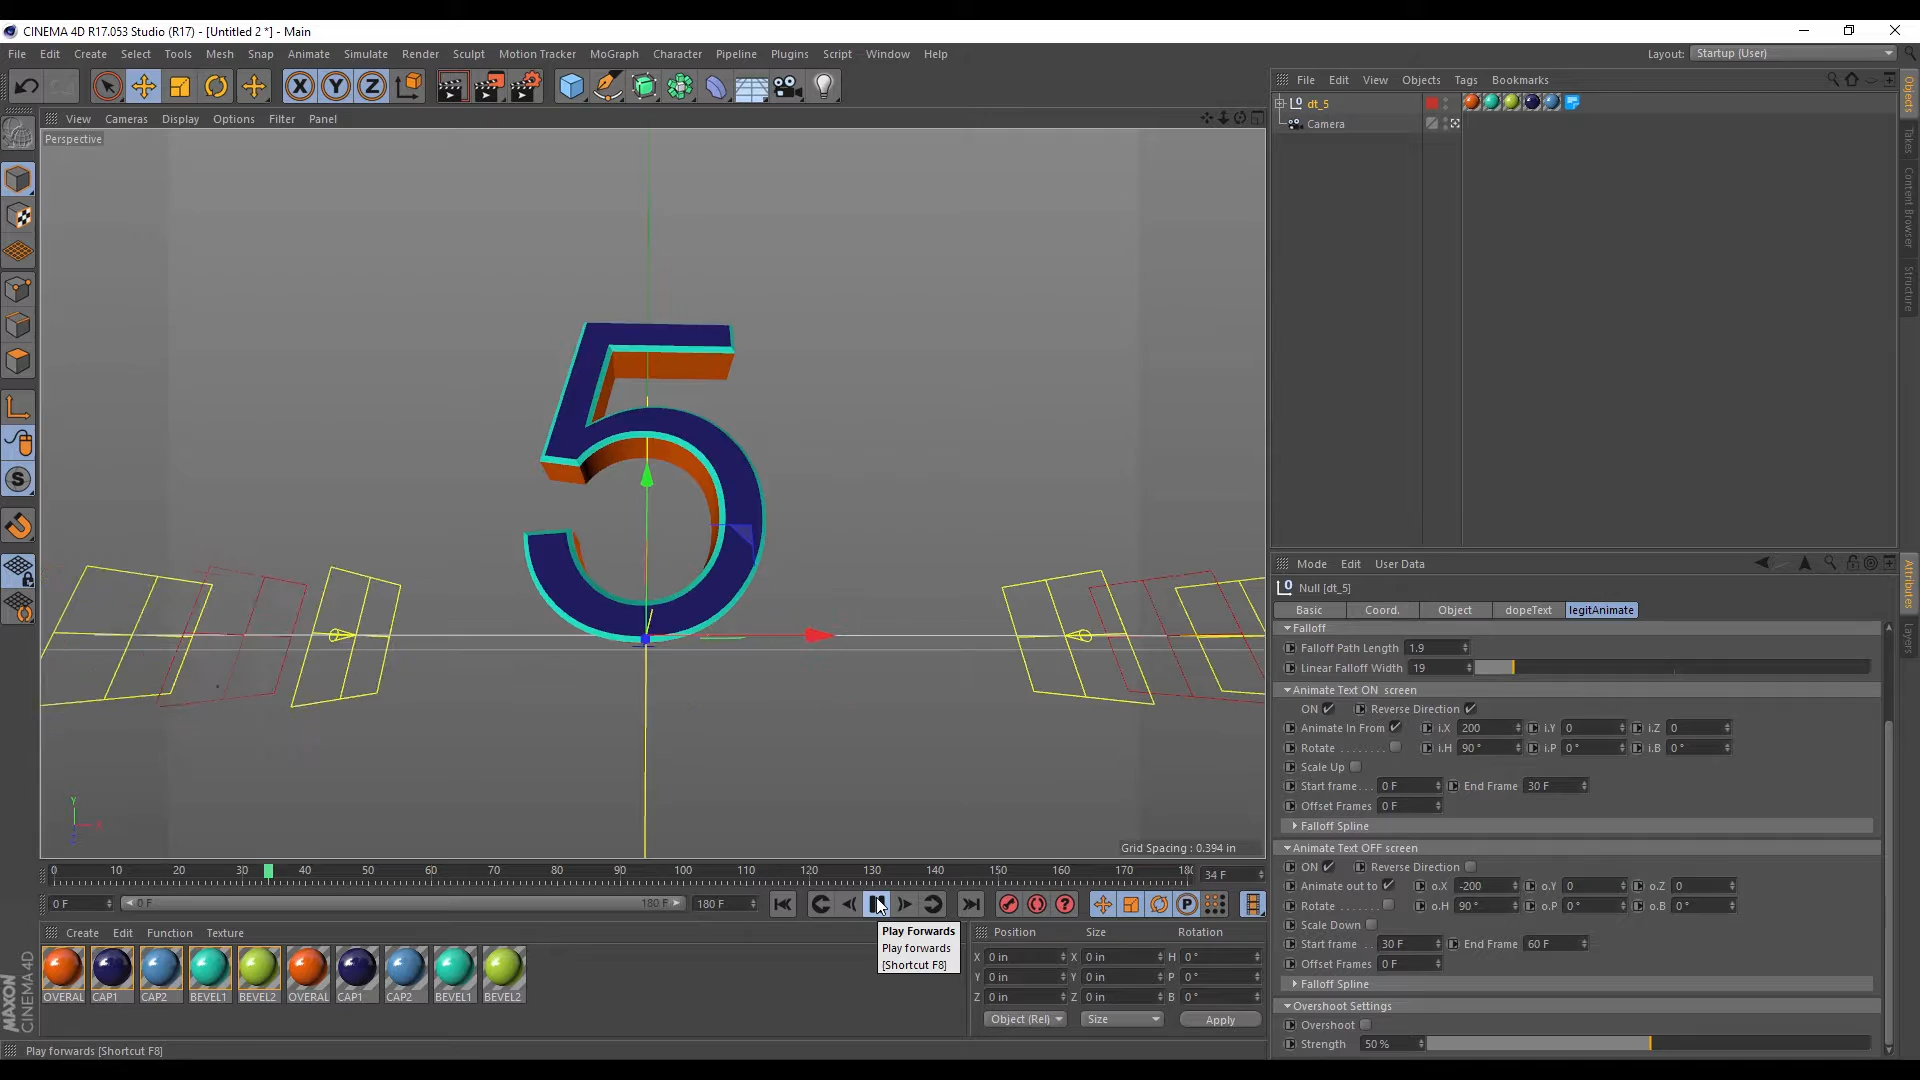 CINEMA 4D R17.053 Studio (R17) - [Untitled 2 *] - Main
File Edit Create Select Tools Mesh Snap Animate Simulate Render Sculpt Motion Tracker MoGraph Character Pipeline Plugins Script Window Help
Layout: Startup (User)
X Y Z
File Edit View Objects Tags Bookmarks
View Cameras Display Options Filter Panel
Perspective
dt_5
Camera
Objects
Takes
Content Browser
Structure
Mode Edit User Data
Null [dt_5]
Basic Coord. Object dopeText legitAnimate
Attributes
Layers
Falloff
Falloff Path Length 1.9
Linear Falloff Width 19
Animate Text ON screen
ON Reverse Direction
Animate In From i.X 200 i.Y 0 i.Z 0
Rotate . . . . . . . . i.H 90 ° i.P 0 ° i.B 0 °
Scale Up
Start frame . . . 0 F End Frame 30 F
Offset Frames 0 F
Falloff Spline
Animate Text OFF screen
ON Reverse Direction
Animate out to o.X -200 o.Y 0 o.Z 0
Rotate . . . . . . . o.H 90 ° o.P 0 ° o.B 0 °
Scale Down
Start frame . . 30 F End Frame 60 F
Offset Frames 0 F
Falloff Spline
Overshoot Settings
Overshoot
Strength 50 %
5
Y
X
Z
Grid Spacing : 0.394 in
0 10 20 30 40 50 60 70 80 90 100 110 120 130 140 150 160 170 180
34 F
0 F 0 F 180 F 180 F
Play Forwards
Play forwards
[Shortcut F8]
Create Edit Function Texture
OVERAL CAP1 CAP2 BEVEL1 BEVEL2 OVERAL CAP1 CAP2 BEVEL1 BEVEL2
Position Size Rotation
X 0 in X 0 in H 0 °
Y 0 in Y 0 in P 0 °
Z 0 in Z 0 in B 0 °
Object (Rel) Size Apply
MAXON
CINEMA 4D
Play forwards [Shortcut F8]